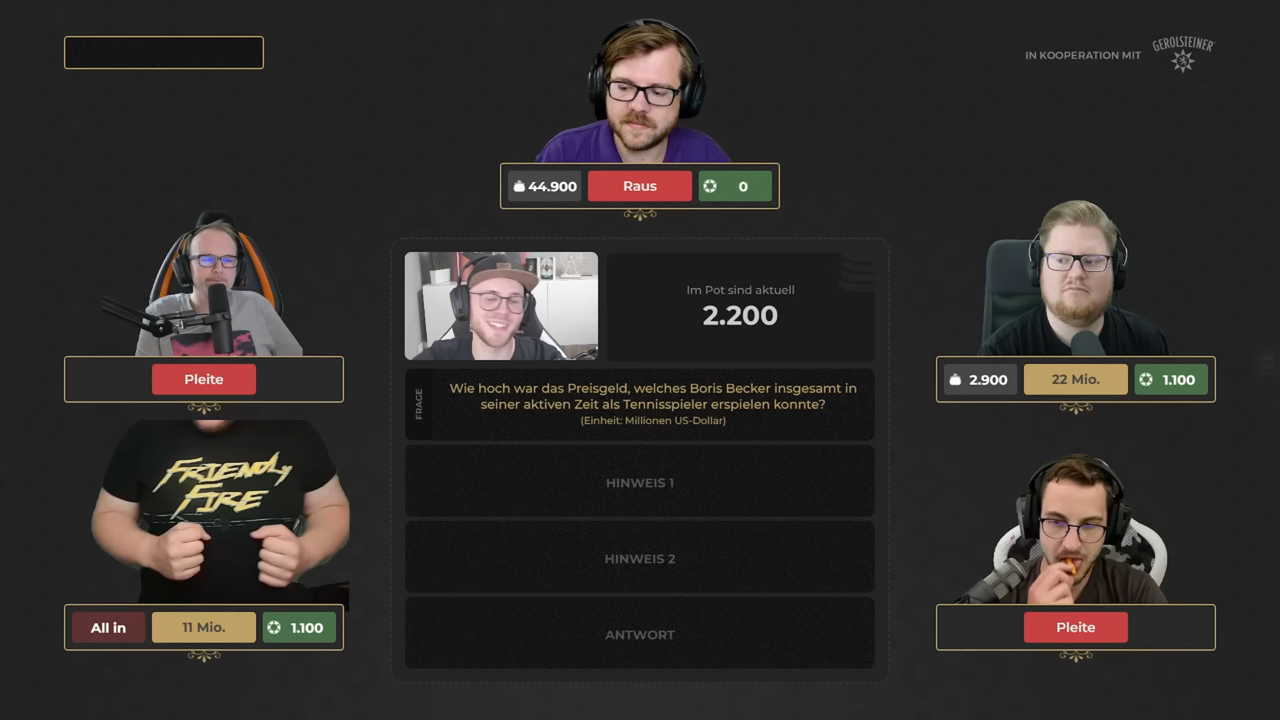 IN KOOPERATION MIT
GEROLSTEINER
44.900 Raus 0
Pleite
2.900 22 Mio. 1.100
Im Pot sind aktuell
2.200
FRAGE
Wie hoch war das Preisgeld, welches Boris Becker insgesamt in
seiner aktiven Zeit als Tennisspieler erspielen konnte?
(Einheit: Millionen US-Dollar)
HINWEIS 1
HINWEIS 2
ANTWORT
FRIENDLY
FIRE
All in 11 Mio. 1.100
Pleite